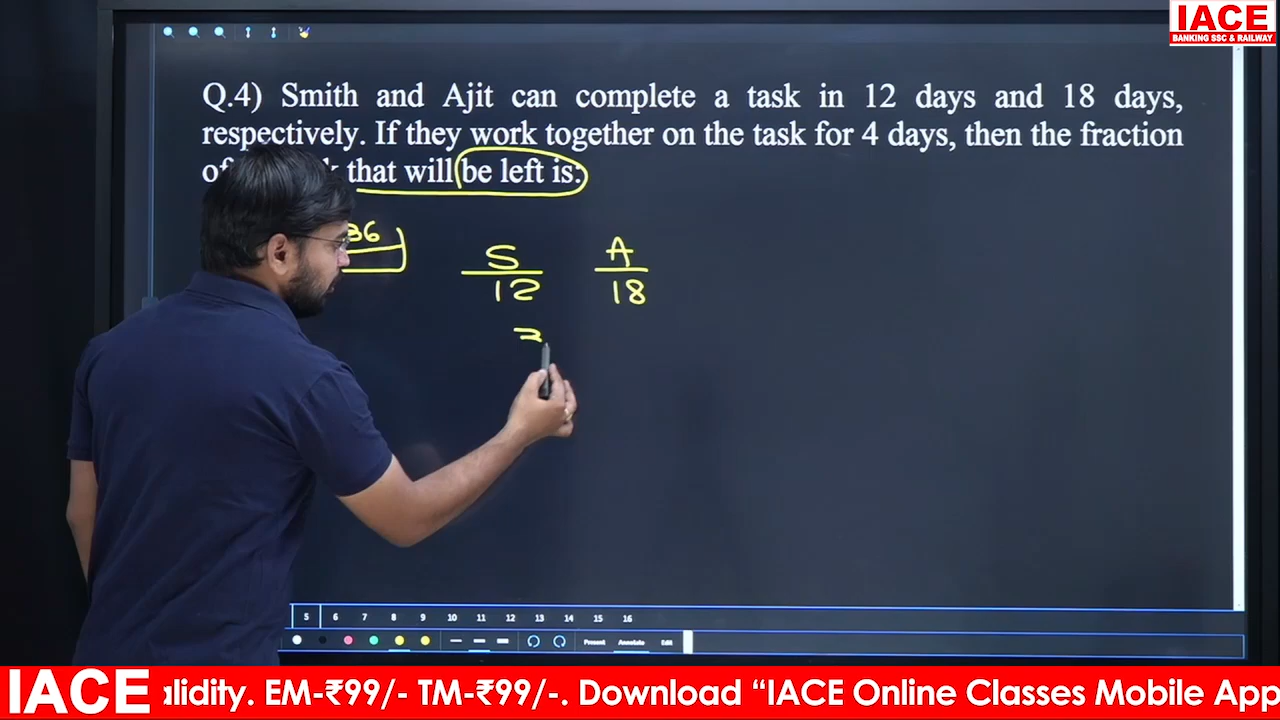 IACE
BANKING SSC & RAILWAY
Q.4) Smith and Ajit can complete a task in 12 days and 18 days,
respectively. If they work together on the task for 4 days, then the fraction
that will be left is:
36
S A
12 18
5 6 7 8 9 10 11 12 13 14 15 16
Present Annotate Edit
IACE alidity. EM-₹99/- TM-₹99/-. Download “IACE Online Classes Mobile App